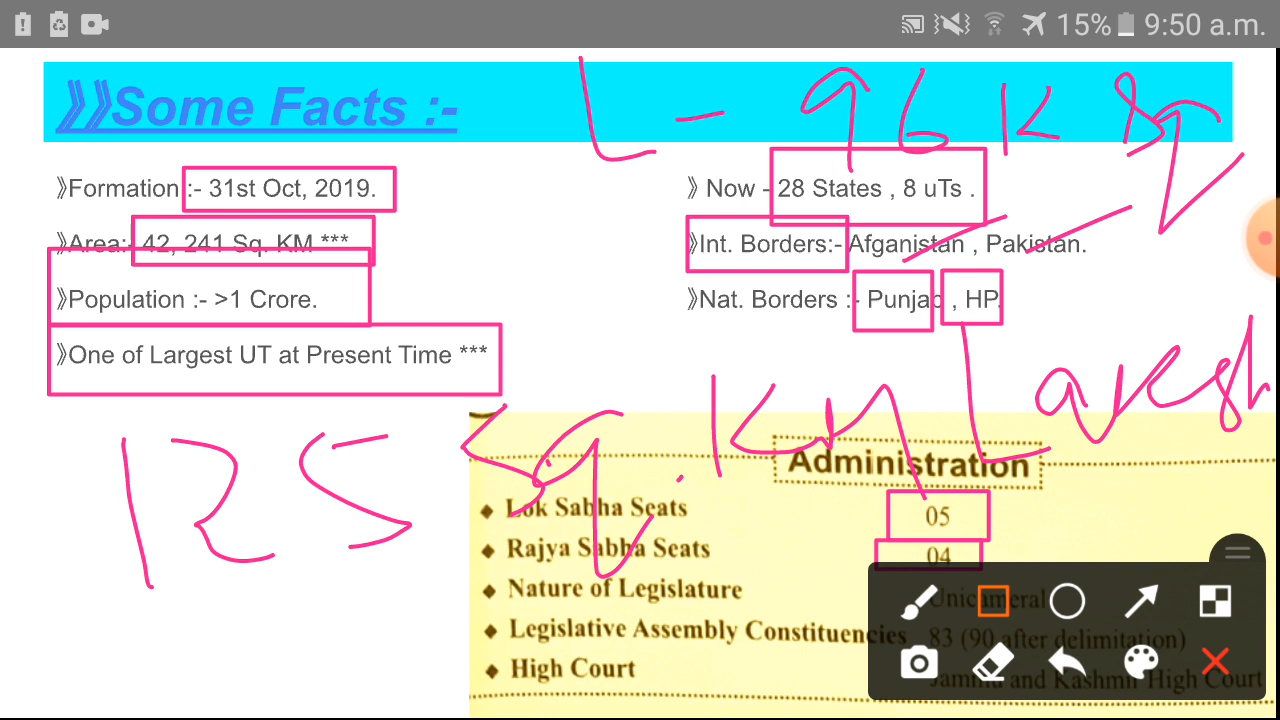 15% 9:50 a.m.
》》Some Facts :-
L - 96 K Sq
》Formation :- 31st Oct, 2019.
》Area:- 42, 241 Sq. KM ***
》Population :- >1 Crore.
》One of Largest UT at Present Time ***
》 Now - 28 States , 8 uTs .
》Int. Borders:- Afganistan , Pakistan.
》Nat. Borders :- Punjab , HP.
Laksh
125 Sq. Km
Administration
◆ Lok Sabha Seats 05
◆ Rajya Sabha Seats 04
◆ Nature of Legislature Unicameral
◆ Legislative Assembly Constituencies 83 (90 after delimitation)
◆ High Court Jammu and Kashmir High Court